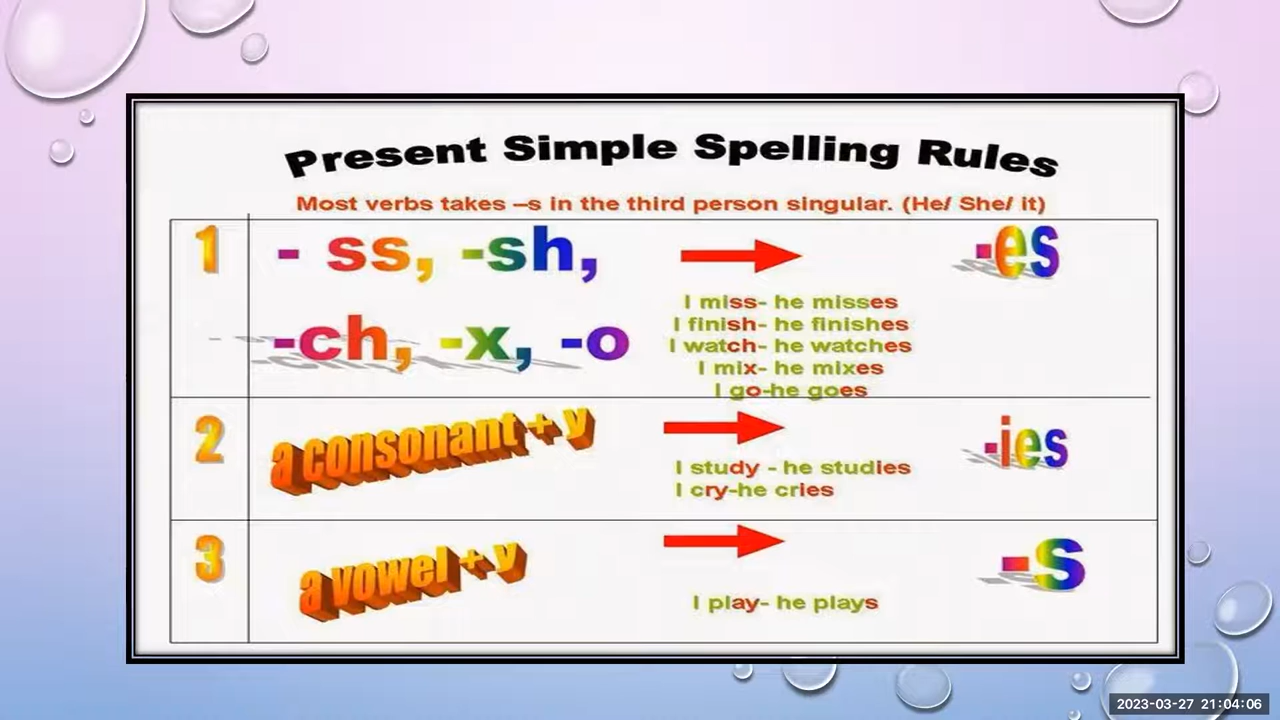 Present Simple Spelling Rules
Most verbs takes –s in the third person singular. (He/ She/ it)
1
- ss, -sh,
-es
-ch, -x, -o
I miss- he misses
I finish- he finishes
I watch- he watches
I mix- he mixes
I go-he goes
2
a consonant + y
-ies
I study - he studies
I cry-he cries
3
a vowel + y
-s
I play- he plays
2023-03-27 21:04:06